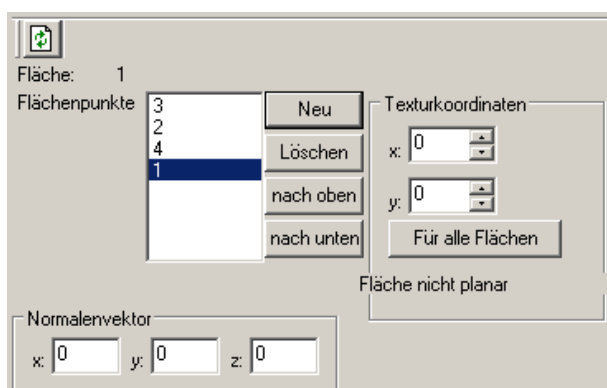 Fläche: 1
Flächenpunkte
3
2
4
1
Neu
Löschen
nach oben
nach unten
Texturkoordinaten
x: 0
y: 0
Für alle Flächen
Fläche nicht planar
Normalenvektor
x: 0 y: 0 z: 0